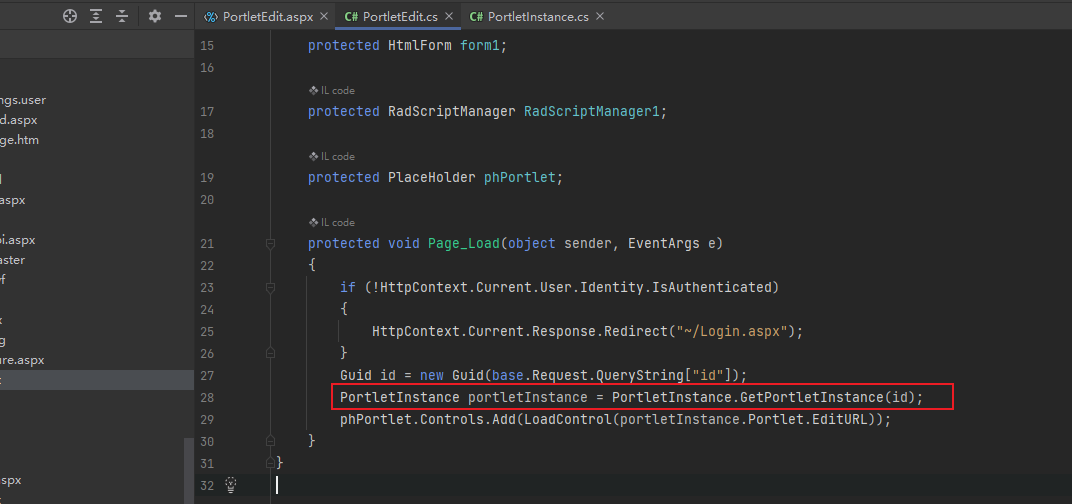 PortletEdit.aspx × C# PortletEdit.cs × C# PortletInstance.cs ×
ngs.user
d.aspx
ge.htm
aspx
i.aspx
aster
ure.aspx
spx
15 protected HtmlForm form1;
16
IL code
17 protected RadScriptManager RadScriptManager1;
18
IL code
19 protected PlaceHolder phPortlet;
20
IL code
21 protected void Page_Load(object sender, EventArgs e)
22 {
23 if (!HttpContext.Current.User.Identity.IsAuthenticated)
24 {
25 HttpContext.Current.Response.Redirect("~/Login.aspx");
26 }
27 Guid id = new Guid(base.Request.QueryString["id"]);
28 PortletInstance portletInstance = PortletInstance.GetPortletInstance(id);
29 phPortlet.Controls.Add(LoadControl(portletInstance.Portlet.EditURL));
30 }
31 }
32